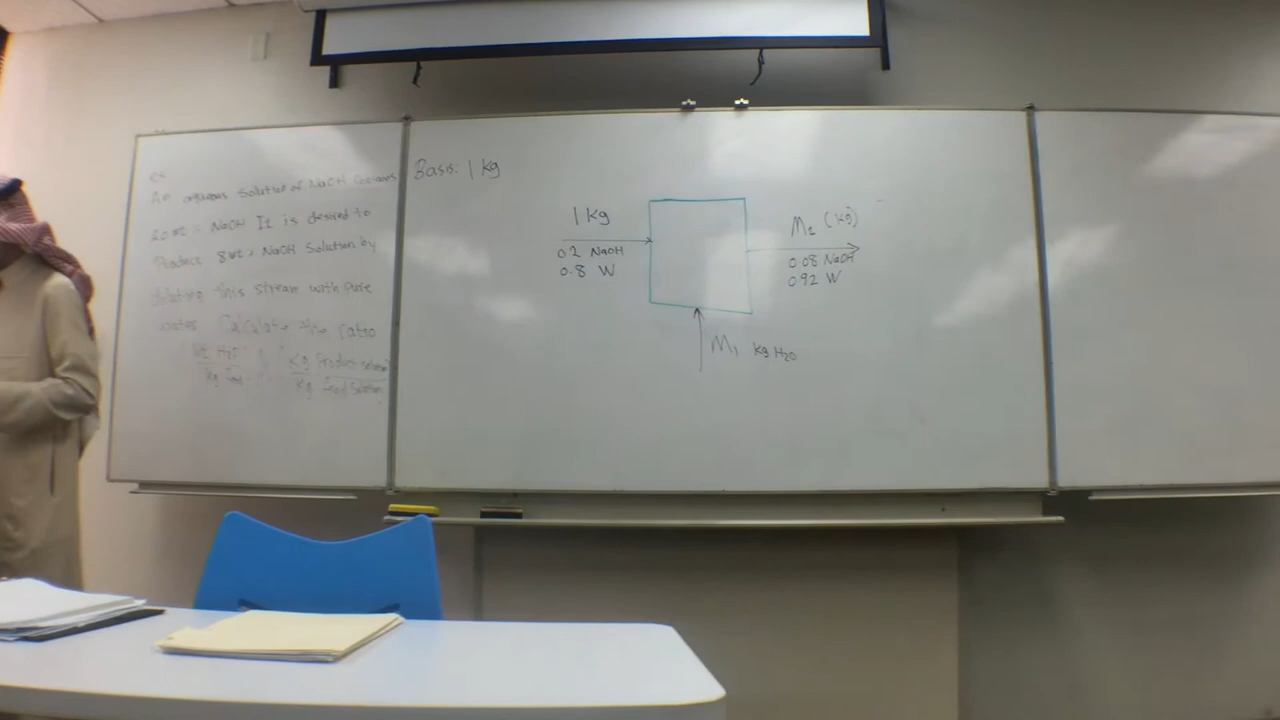 Ex
An aqueous solution of NaOH contains
20 wt % NaOH It is desired to
Produce 8 wt % NaOH Solution by
diluting this stream with Pure
water Calculate the ratio
H2O
kg Product solution
kg Feed Solution
Basis: 1 kg
1 kg
0.2 NaOH
0.8 W
M2 (kg)
0.08 NaOH
0.92 W
M1 kg H2O